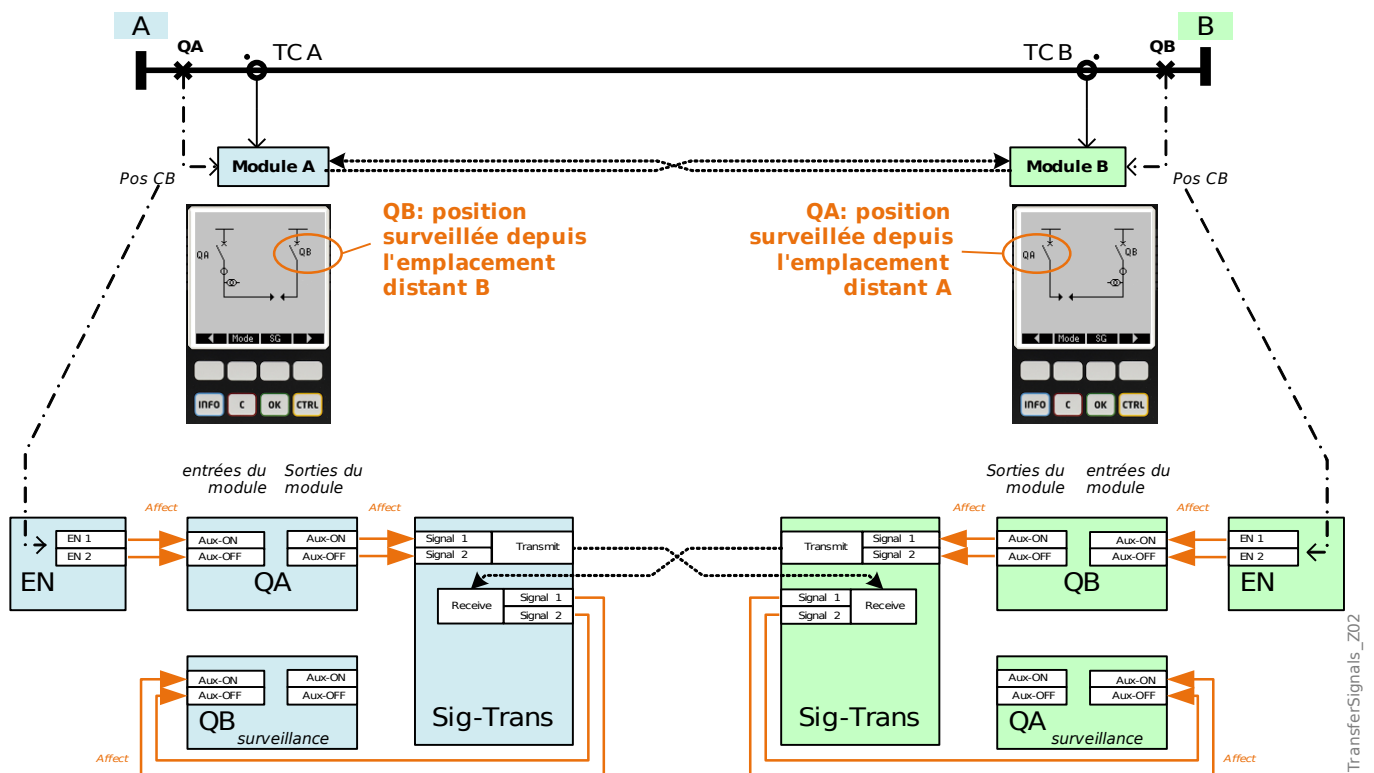 A
B
QA
TC A
TC B
QB
Module A
Module B
Pos CB
Pos CB
QB: position
surveillée depuis
l'emplacement
distant B
QA: position
surveillée depuis
l'emplacement
distant A
QA
QB
Mode
SG
INFO
C
OK
CTRL
QA
QB
Mode
SG
INFO
C
OK
CTRL
entrées du
module
Sorties du
module
Sorties du
module
entrées du
module
Affect
Affect
Affect
Affect
EN 1
EN 2
EN
Aux-ON
Aux-OFF
Aux-ON
Aux-OFF
QA
Signal 1
Signal 2
Transmit
Receive
Signal 1
Signal 2
Sig-Trans
Transmit
Signal 1
Signal 2
Signal 1
Signal 2
Receive
Sig-Trans
Aux-ON
Aux-OFF
Aux-ON
Aux-OFF
QB
EN 1
EN 2
EN
Aux-ON
Aux-OFF
Aux-ON
Aux-OFF
QB
surveillance
Aux-ON
Aux-OFF
Aux-ON
Aux-OFF
QA
surveillance
Affect
Affect
TransferSignals_Z02